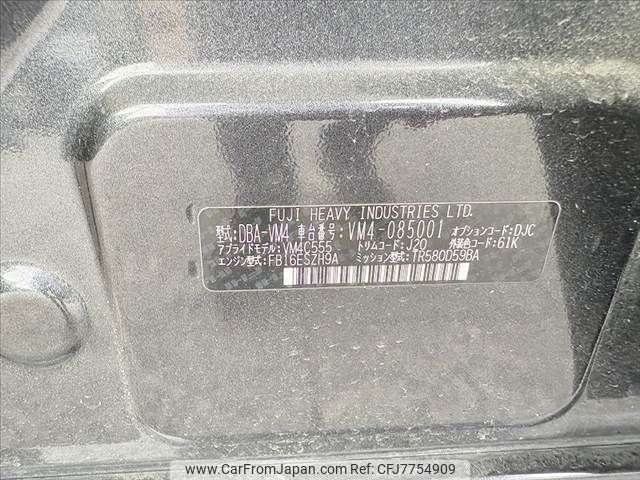 FUJI HEAVY INDUSTRIES LTD.
型式:DBA-VM4 車台番号:VM4-085001 オプションコード:DJC
アプライドモデル:VM4C555 トリムコード:J20 外装色コード:61K
エンジン型式:FB16ESZH9A ミッション型式:TR580D59BA
www.CarFromJapan.com | REF ID: CFJ7754909